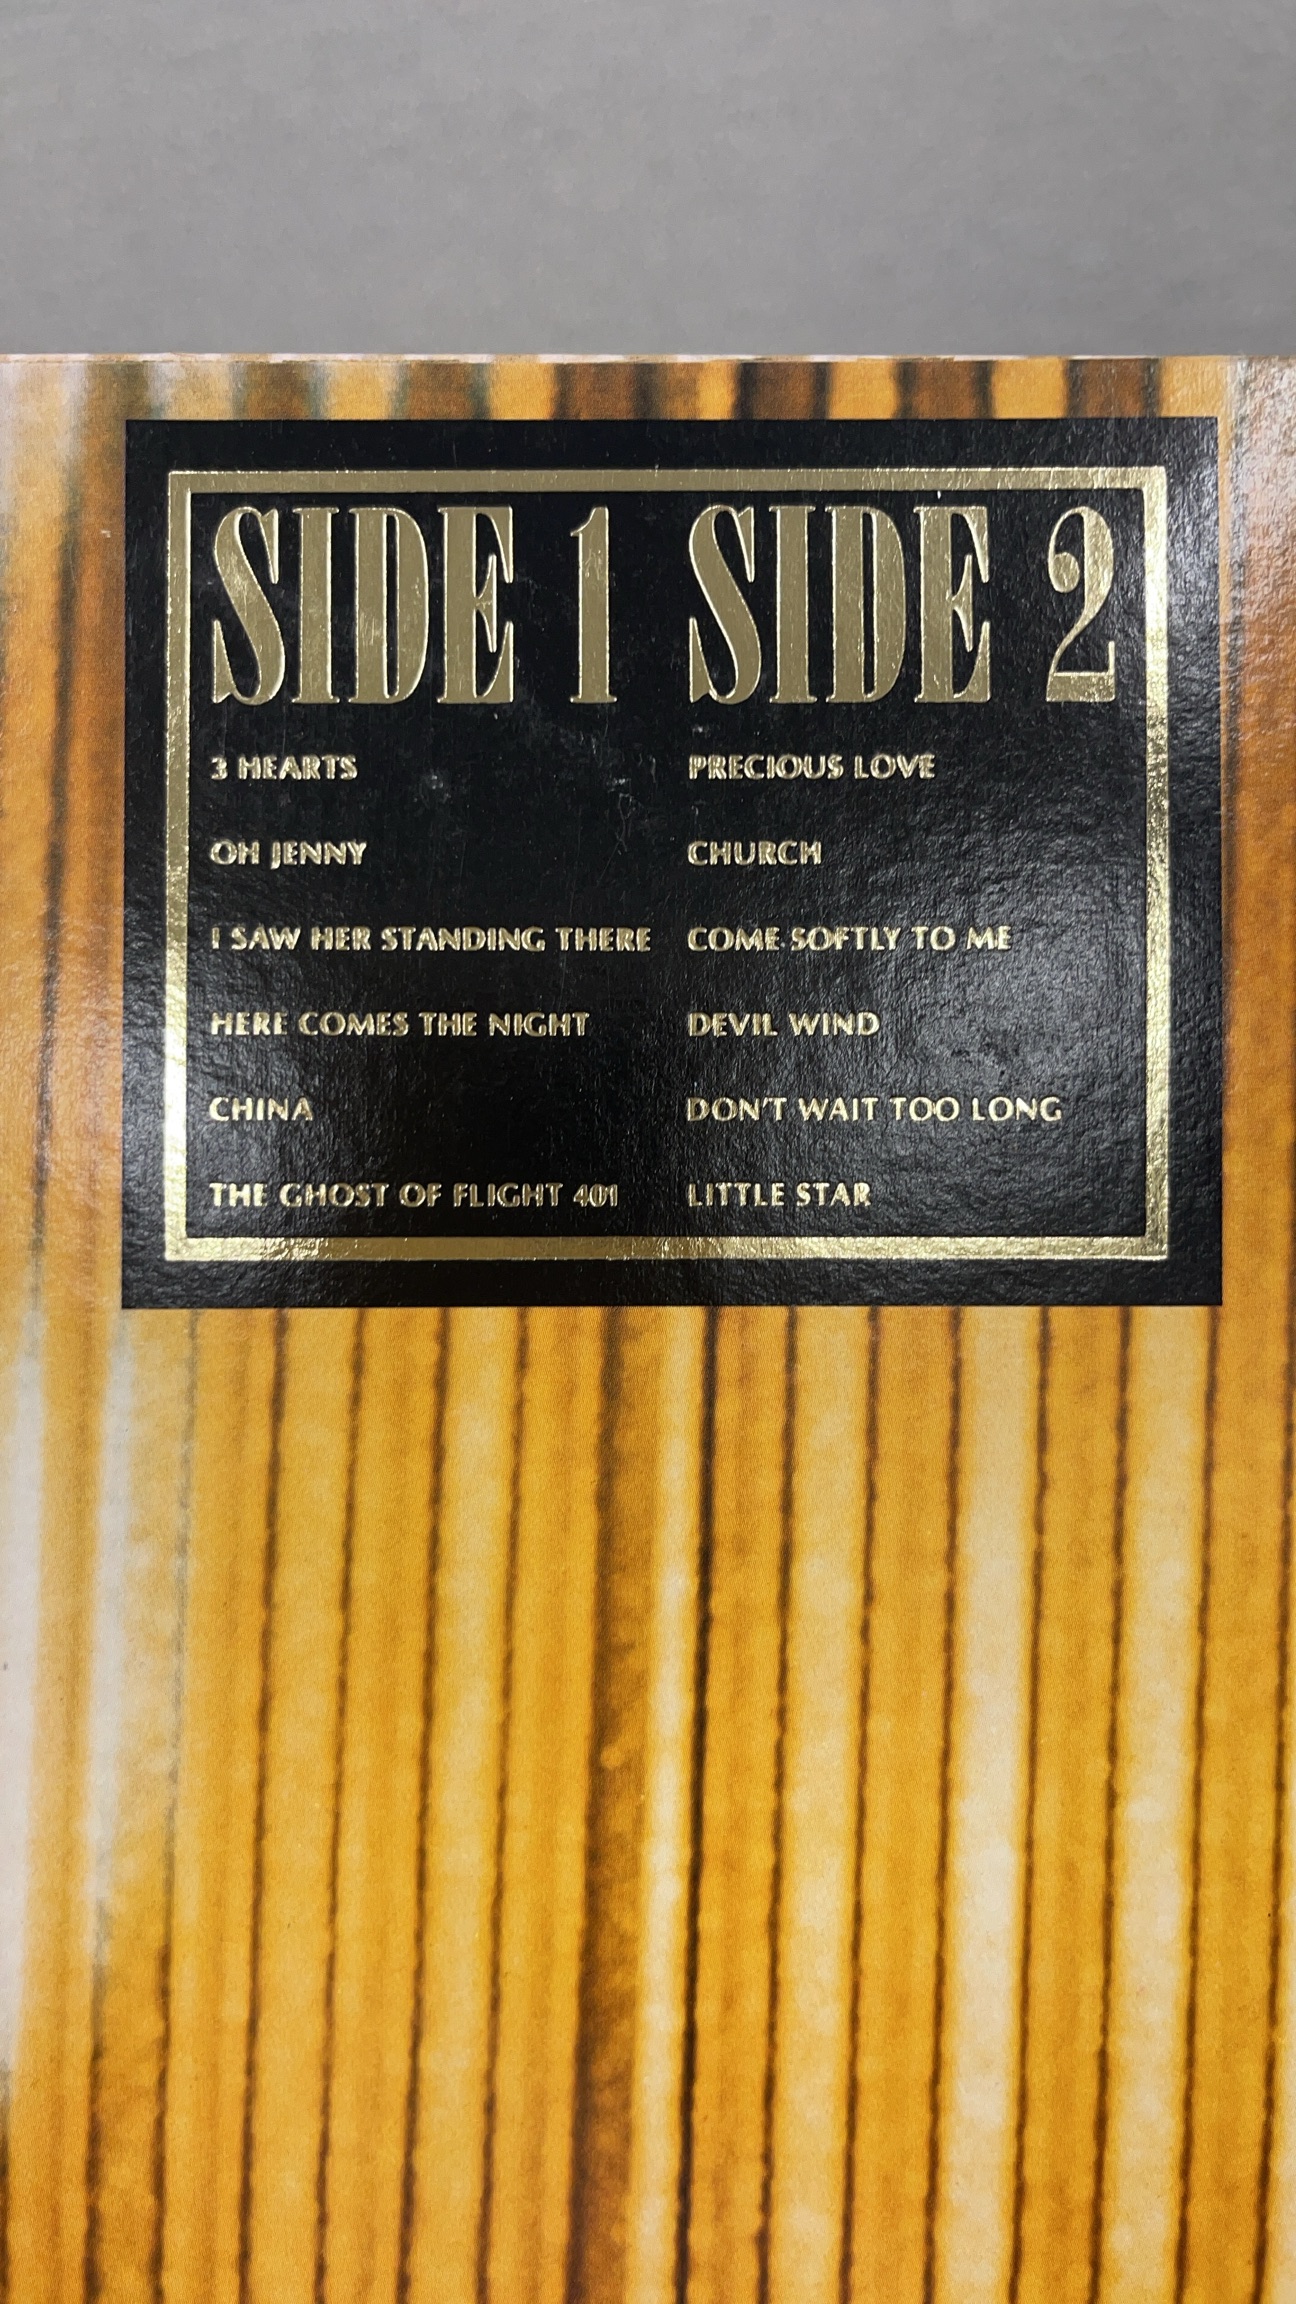 SIDE 1
3 HEARTS
OH JENNY
I SAW HER STANDING THERE
HERE COMES THE NIGHT
CHINA
THE GHOST OF FLIGHT 401
SIDE 2
PRECIOUS LOVE
CHURCH
COME SOFTLY TO ME
DEVIL WIND
DON'T WAIT TOO LONG
LITTLE STAR